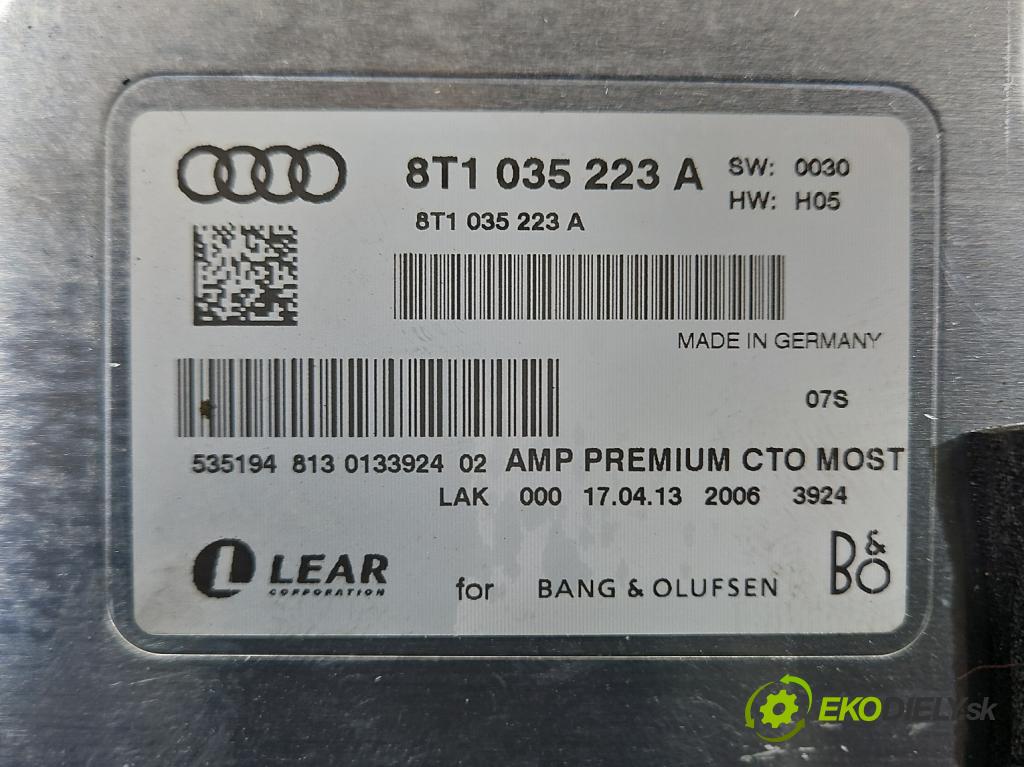 8T1 035 223 A SW: 0030
HW: H05
8T1 035 223 A
MADE IN GERMANY
07S
535194 813 0133924 02 AMP PREMIUM CTO MOST
LAK 000 17.04.13 2006 3924
LEAR
CORPORATION
for BANG & OLUFSEN B&O
EKODIELY.sk